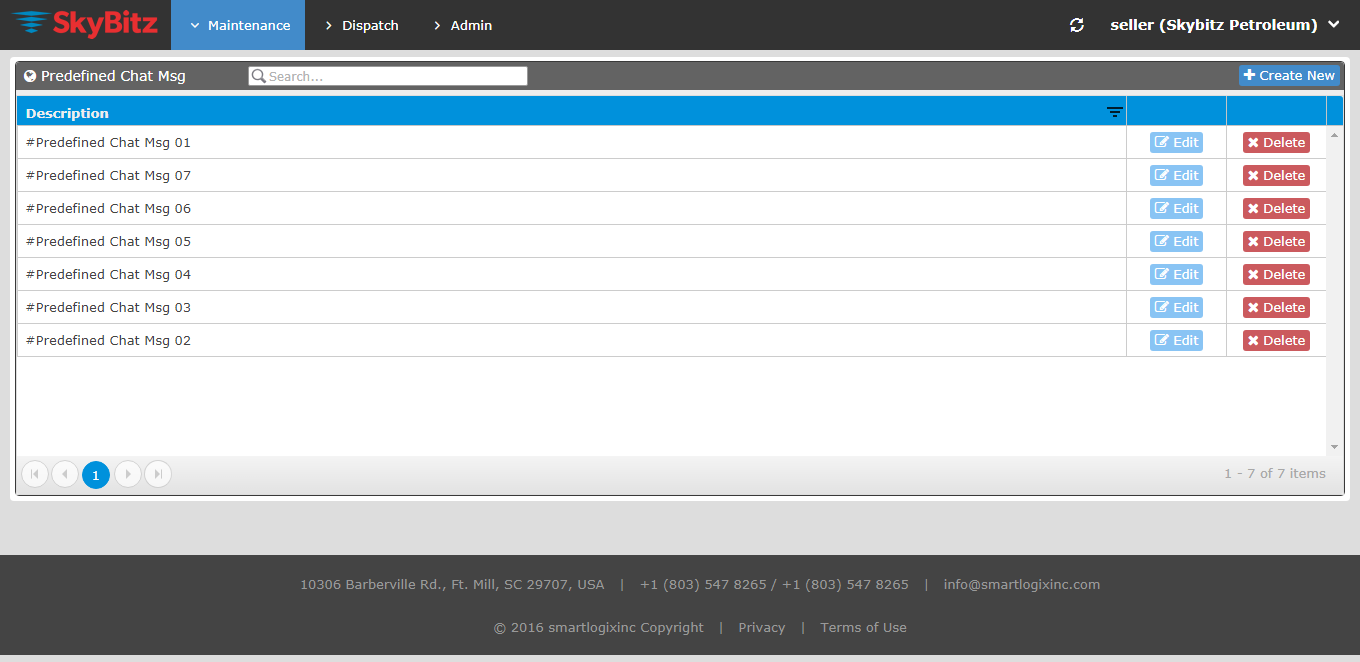 SkyBitz Maintenance Dispatch Admin seller (Skybitz Petroleum)
Predefined Chat Msg Search... Create New
Description
#Predefined Chat Msg 01 Edit Delete
#Predefined Chat Msg 07 Edit Delete
#Predefined Chat Msg 06 Edit Delete
#Predefined Chat Msg 05 Edit Delete
#Predefined Chat Msg 04 Edit Delete
#Predefined Chat Msg 03 Edit Delete
#Predefined Chat Msg 02 Edit Delete
1 1 - 7 of 7 items
10306 Barberville Rd., Ft. Mill, SC 29707, USA | +1 (803) 547 8265 / +1 (803) 547 8265 | info@smartlogixinc.com
© 2016 smartlogixinc Copyright | Privacy | Terms of Use